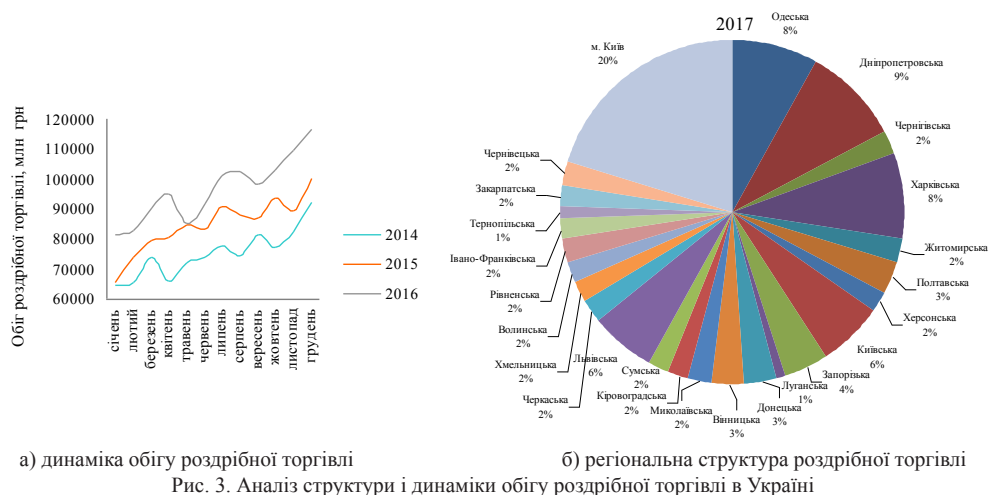 Обіг роздрібної торгівлі, млн грн
120000
110000
100000
90000
80000
70000
60000
січень
лютий
березень
квітень
травень
червень
липень
серпень
вересень
жовтень
листопад
грудень
2014
2015
2016
2017
Одеська
8%
Дніпропетровська
9%
Чернігівська
2%
Харківська
8%
Житомирська
2%
Полтавська
3%
Херсонська
2%
Київська
6%
Запорізька
4%
Луганська
1%
Донецька
3%
Вінницька
3%
Миколаївська
2%
Кіровоградська
2%
Сумська
2%
Львівська
6%
Черкаська
2%
Хмельницька
2%
Волинська
2%
Рівненська
2%
Івано-Франківська
2%
Тернопільська
1%
Закарпатська
2%
Чернівецька
2%
м. Київ
20%
а) динаміка обігу роздрібної торгівлі
б) регіональна структура роздрібної торгівлі
Рис. 3. Аналіз структури і динаміки обігу роздрібної торгівлі в Україні